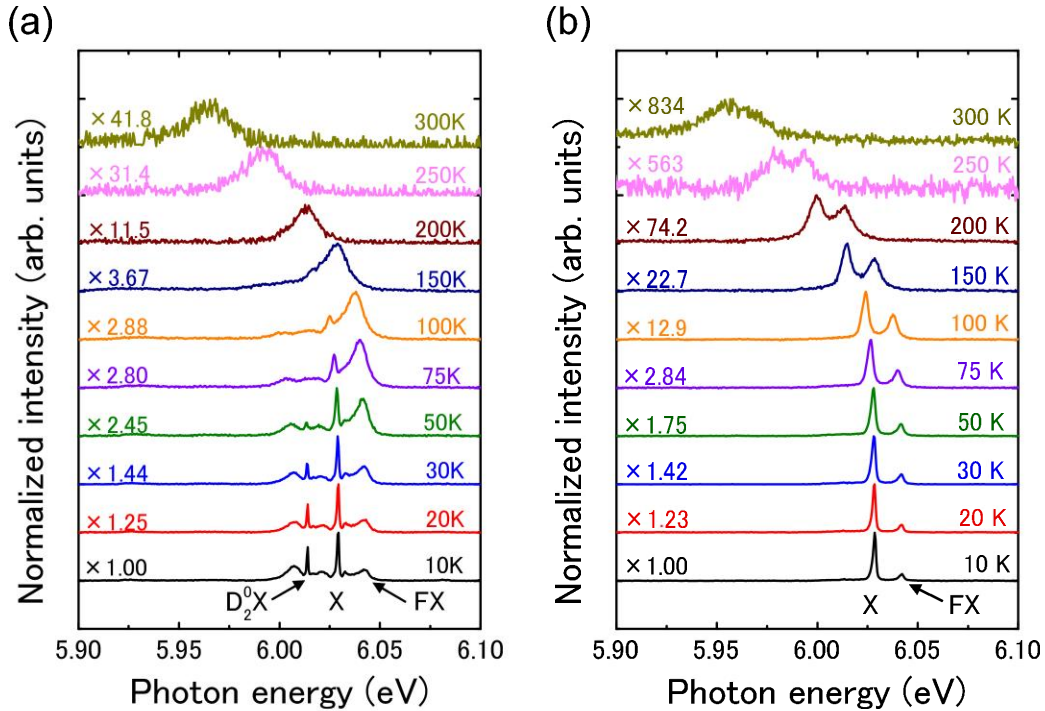 (a)
Normalized intensity (arb. units)
×41.8 300K
×31.4 250K
×11.5 200K
×3.67 150K
×2.88 100K
×2.80 75K
×2.45 50K
×1.44 30K
×1.25 20K
×1.00 10K
D₂⁰X X FX
5.90 5.95 6.00 6.05 6.10
Photon energy (eV)
(b)
Normalized intensity (arb. units)
×834 300 K
×563 250 K
×74.2 200 K
×22.7 150 K
×12.9 100 K
×2.84 75 K
×1.75 50 K
×1.42 30 K
×1.23 20 K
×1.00 10 K
X FX
5.90 5.95 6.00 6.05 6.10
Photon energy (eV)